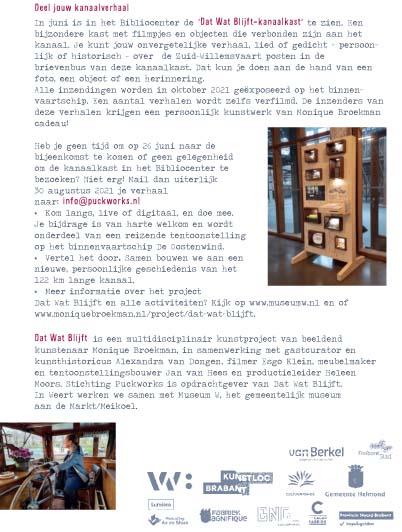 Deel jouw kanaalverhaal
In juni is in het Bibliocenter de 'Dat Wat Blijft-kanaalkast' te zien. Een
bijzondere kast met filmpjes en objecten die verbonden zijn aan het
kanaal. Je kunt jouw onvergetelijke verhaal, lied of gedicht - persoon-
lijk of historisch - over de Zuid-Willemsvaart posten in de
brievenbus van deze kanaalkast. Dat kun je doen aan de hand van een
foto, een object of een herinnering.
Alle inzendingen worden in oktober 2021 geëxposeerd op het binnen-
vaartschip. Een aantal verhalen wordt zelfs verfilmd. De inzenders van
deze verhalen krijgen een persoonlijk kunstwerk van Monique Broekman
cadeau!
Heb je geen tijd om op 26 juni naar de
bijeenkomst te komen of geen gelegenheid
om de kanaalkast in het Bibliocenter te
bezoeken? Niet erg! Mail dan uiterlijk
30 augustus 2021 je verhaal
naar: info@puckworks.nl
• Kom langs, live of digitaal, en doe mee.
Je bijdrage is van harte welkom en wordt
onderdeel van een reizende tentoonstelling
op het binnenvaartschip De Oostenwind.
• Vertel het door. Samen bouwen we aan een
nieuwe, persoonlijke geschiedenis van het
122 km lange kanaal.
• Meer informatie over het project
Dat Wat Blijft en alle activiteiten? Kijk op www.museumw.nl en of
www.moniquebroekman.nl/project/dat-wat-blijft.
Dat Wat Blijft is een multidisciplinair kunstproject van beeldend
kunstenaar Monique Broekman, in samenwerking met gastcurator en
kunsthistoricus Alexandra van Dongen, filmer Esgo Klein, meubelmaker
en tentoonstellingsbouwer Jan van Hees en productieleider Heleen
Moors. Stichting Puckworks is opdrachtgever van Dat Wat Blijft.
In Weert werken we samen met Museum W, het gemeentelijk museum
aan de Markt/Meikoel.
van Berkel
W:
KUNSTLOC
BRABANT
Gemeente Helmond
FABRIEK
MAGNIFIQUE
Provincie Noord-Brabant